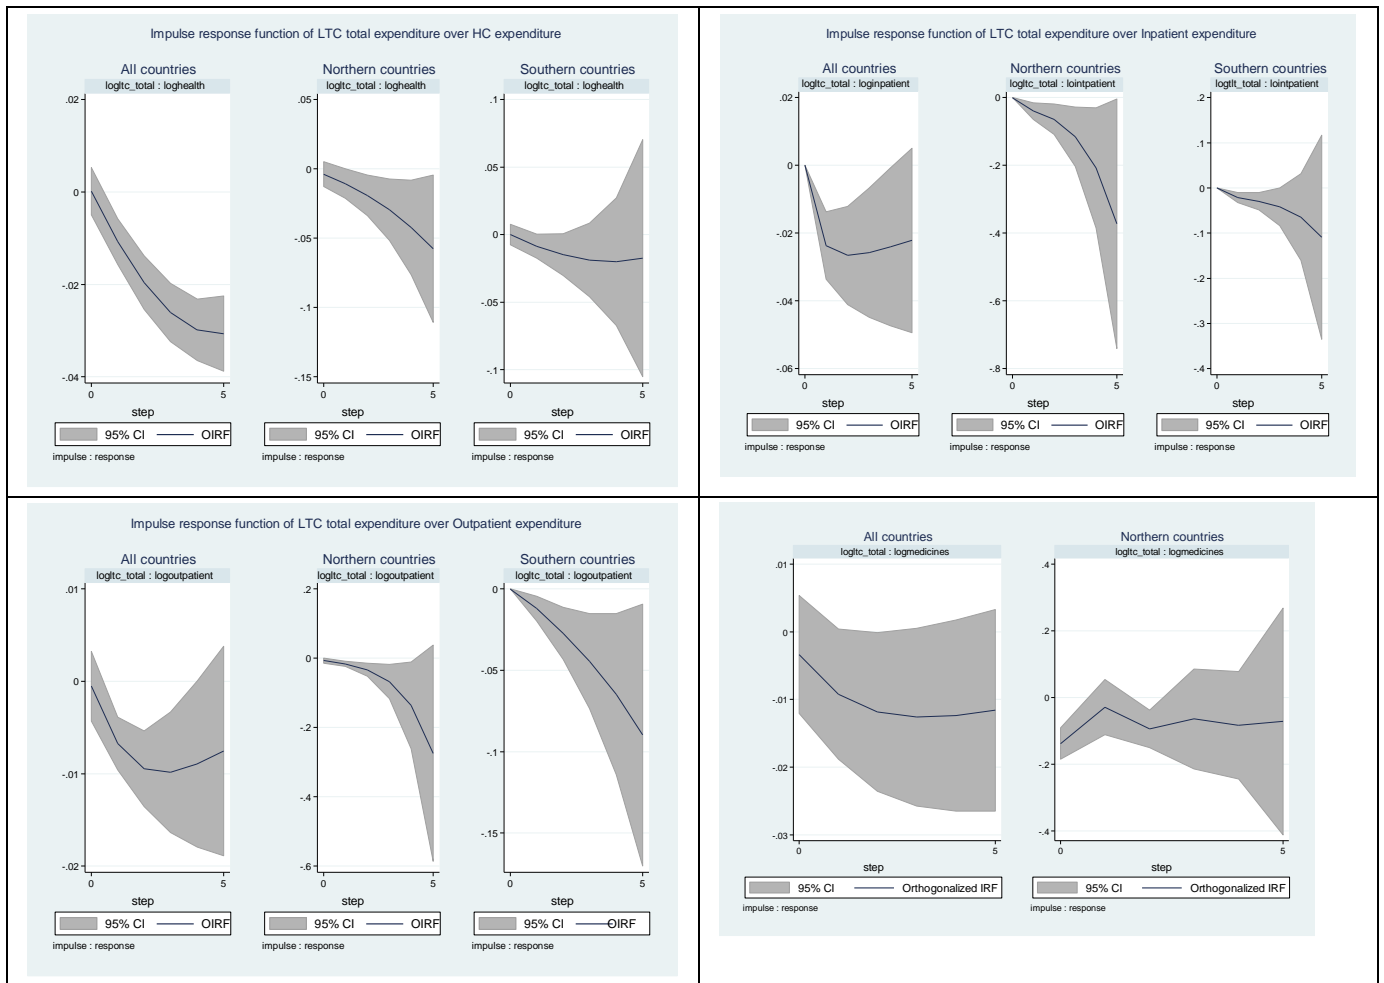 Impulse response function of LTC total expenditure over HC expenditure
All countries
logltc_total : loghealth
.02
0
-.02
-.04
0 5
step
95% CI OIRF
impulse : response
Northern countries
logltc_total : loghealth
.05
0
-.05
-.1
-.15
0 5
step
95% CI OIRF
impulse : response
Southern countries
logltc_total : loghealth
.1
.05
0
-.05
-.1
0 5
step
95% CI OIRF
impulse : response
Impulse response function of LTC total expenditure over Inpatient expenditure
All countries
logltc_total : loginpatient
.02
0
-.02
-.04
-.06
0 5
step
95% CI OIRF
impulse : response
Northern countries
logltc_total : lointpatient
0
-.2
-.4
-.6
-.8
0 5
step
95% CI OIRF
impulse : response
Southern countries
logtlt_total : lointpatient
.2
.1
0
-.1
-.2
-.3
-.4
0 5
step
95% CI OIRF
impulse : response
Impulse response function of LTC total expenditure over Outpatient expenditure
All countries
logltc_total : logoutpatient
.01
0
-.01
-.02
0 5
step
95% CI OIRF
impulse : response
Northern countries
logltc_total : logoutpatient
.2
0
-.2
-.4
-.6
0 5
step
95% CI OIRF
impulse : response
Southern countries
logltc_total : logoutpatient
0
-.05
-.1
-.15
0 5
step
95% CI OIRF
impulse : response
All countries
logltc_total : logmedicines
.01
0
-.01
-.02
-.03
0 5
step
95% CI Orthogonalized IRF
impulse : response
Northern countries
logltc_total : logmedicines
.4
.2
0
-.2
-.4
0 5
step
95% CI Orthogonalized IRF
impulse : response